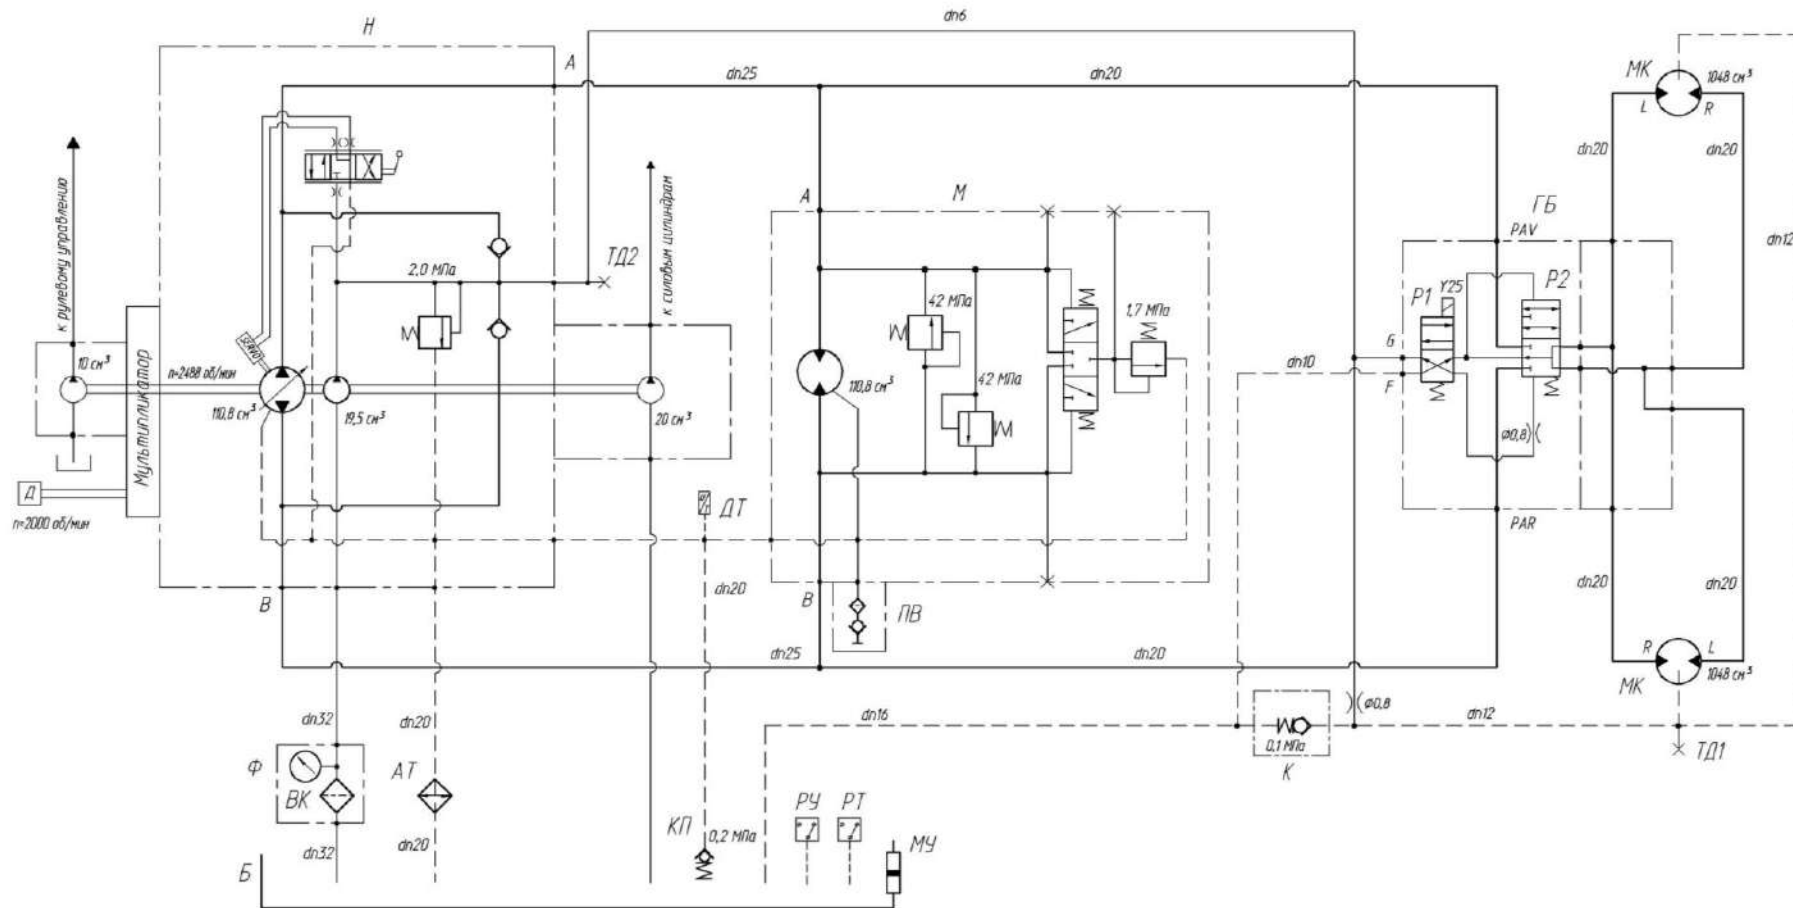 dn6
Н
А
dn25
dn20
МК
1048 см³
L
R
к рулевому управлению
к силовым цилиндрам
ТД2
А
М
dn20
dn20
ГБ
PAV
dn12
2,0 МПа
42 МПа
1,7 МПа
Р1
Y25
Р2
SERVO
10 см³
n=2488 об/мин
110,8 см³
19,5 см³
20 см³
110,8 см³
42 МПа
dn10
G
F
Ø0,8
Мультипликатор
Д
n=2000 об/мин
ДТ
PAR
В
dn20
В
ПВ
dn20
dn20
dn25
dn20
R
L
МК
1048 см³
dn32
dn20
dn16
Ø0,8
dn12
0,1 МПа
К
ТД1
Ф
ВК
АТ
РУ
РТ
КП
0,2 МПа
МУ
dn32
dn20
Б